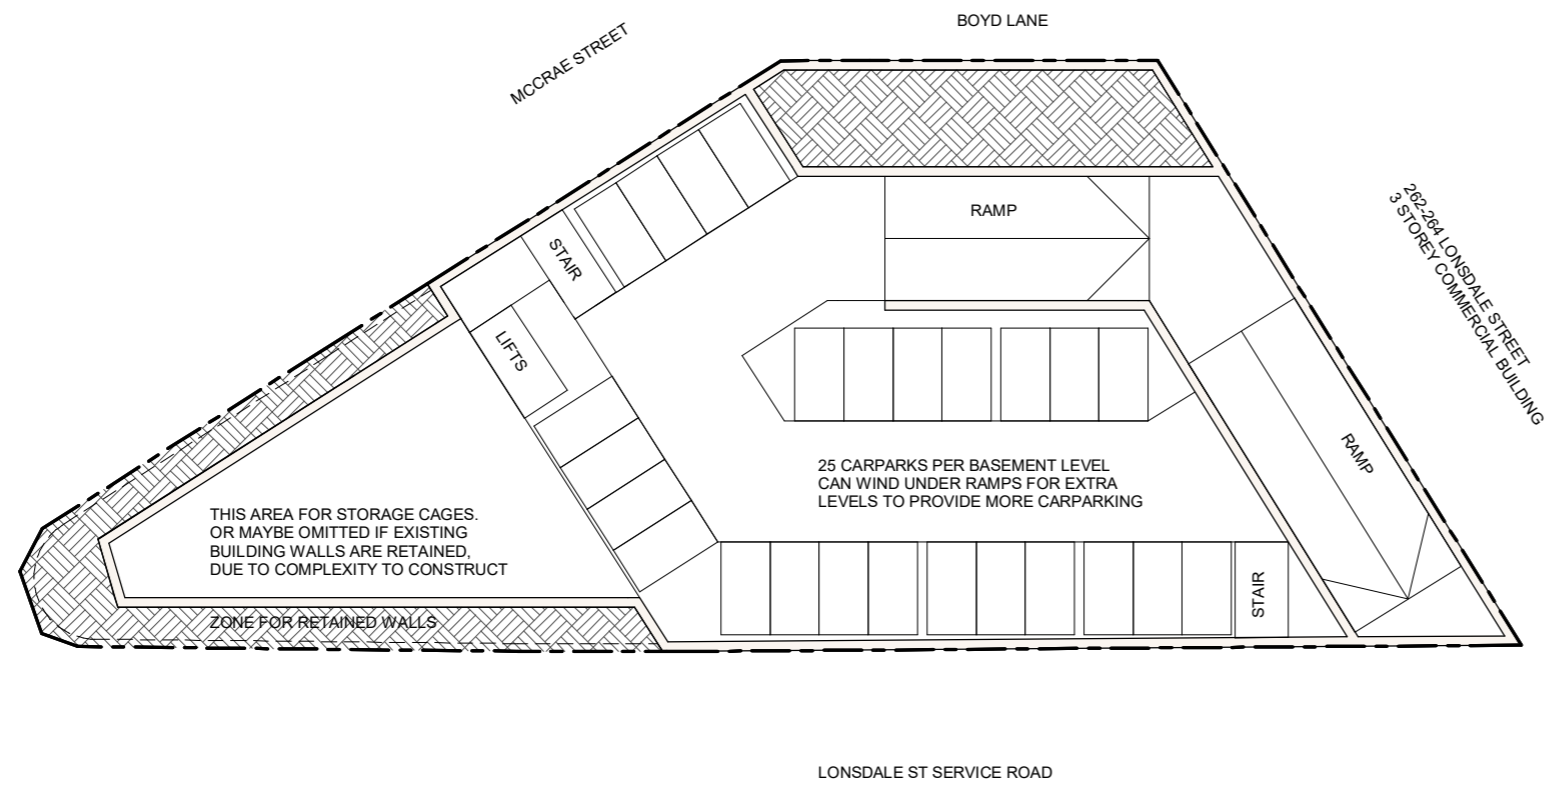 BOYD LANE
MCCRAE STREET
262-264 LONSDALE STREET
3 STOREY COMMERCIAL BUILDING
RAMP
STAIR
LIFTS
RAMP
25 CARPARKS PER BASEMENT LEVEL
CAN WIND UNDER RAMPS FOR EXTRA
LEVELS TO PROVIDE MORE CARPARKING
THIS AREA FOR STORAGE CAGES.
OR MAYBE OMITTED IF EXISTING
BUILDING WALLS ARE RETAINED,
DUE TO COMPLEXITY TO CONSTRUCT
STAIR
ZONE FOR RETAINED WALLS
LONSDALE ST SERVICE ROAD